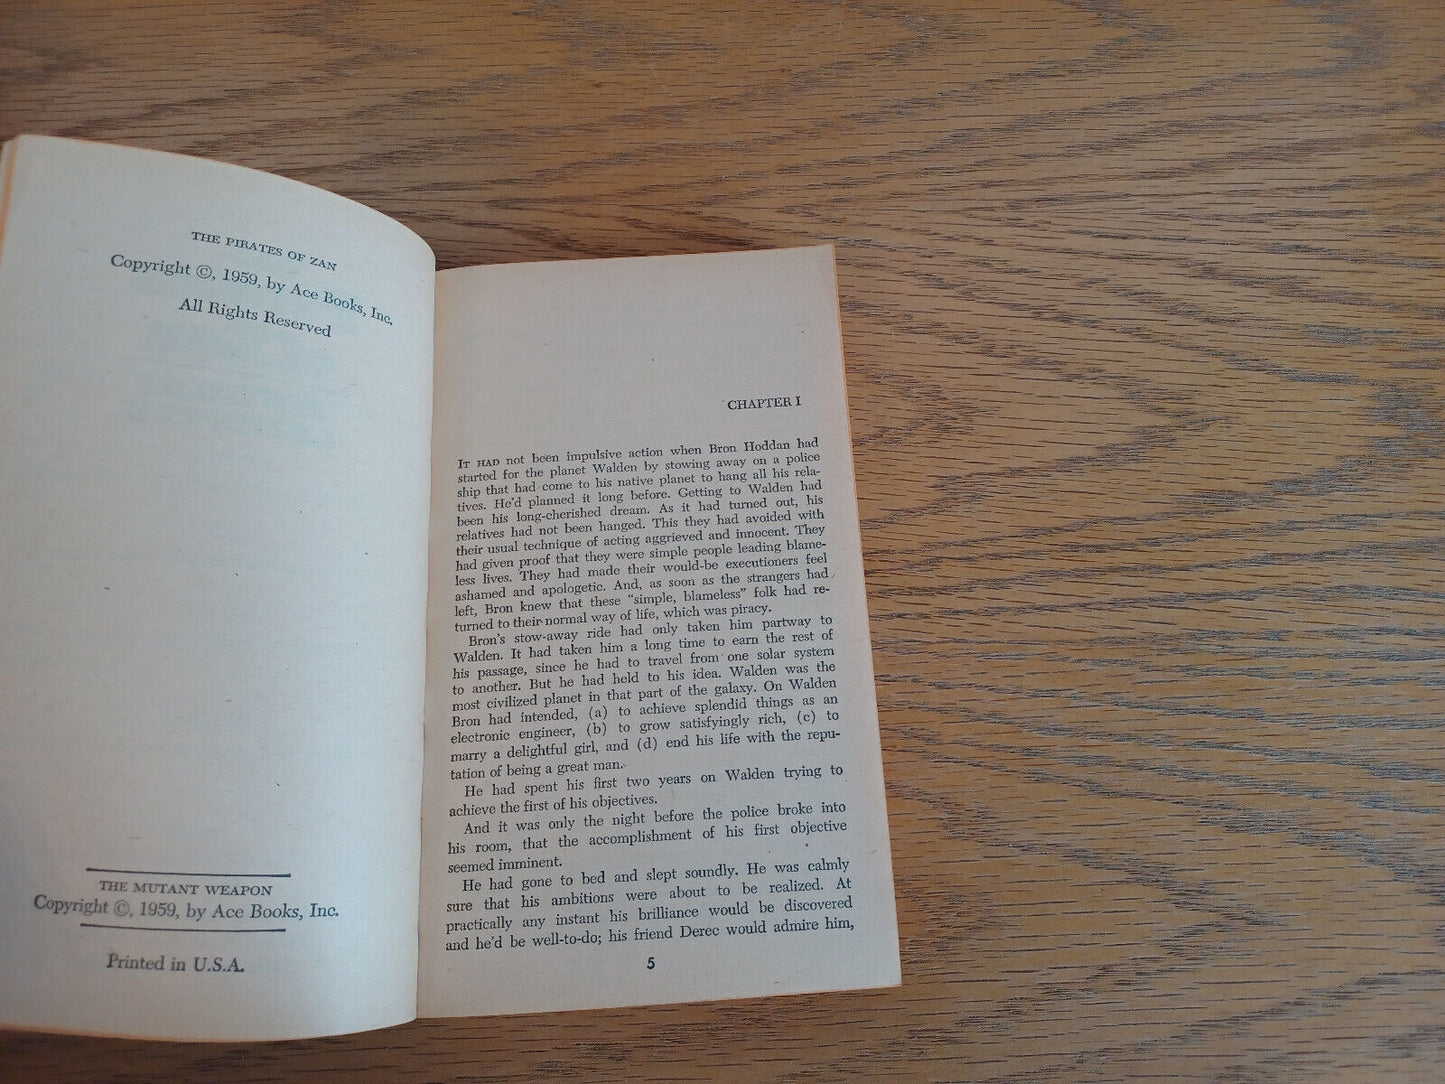 THE PIRATES OF ZAN
Copyright ©, 1959, by Ace Books, Inc.
All Rights Reserved
THE MUTANT WEAPON
Copyright ©, 1959, by Ace Books, Inc.
Printed in U.S.A.
CHAPTER I
IT HAD not been impulsive action when Bron Hoddan had
started for the planet Walden by stowing away on a police
ship that had come to his native planet to hang all his rela-
tives. He'd planned it long before. Getting to Walden had
been his long-cherished dream. As it had turned out, his
relatives had not been hanged. This they had avoided with
their usual technique of acting aggrieved and innocent. They
had given proof that they were simple people leading blame-
less lives. They had made their would-be executioners feel
ashamed and apologetic. And, as soon as the strangers had
left, Bron knew that these "simple, blameless" folk had re-
turned to their normal way of life, which was piracy.
Bron's stow-away ride had only taken him partway to
Walden. It had taken him a long time to earn the rest of
his passage, since he had to travel from one solar system
to another. But he had held to his idea. Walden was the
most civilized planet in that part of the galaxy. On Walden
Bron had intended, (a) to achieve splendid things as an
electronic engineer, (b) to grow satisfyingly rich, (c) to
marry a delightful girl, and (d) end his life with the repu-
tation of being a great man.
He had spent his first two years on Walden trying to
achieve the first of his objectives.
And it was only the night before the police broke into
his room, that the accomplishment of his first objective
seemed imminent.
He had gone to bed and slept soundly. He was calmly
sure that his ambitions were about to be realized. At
practically any instant his brilliance would be discovered
and he'd be well-to-do; his friend Derec would admire him,
5